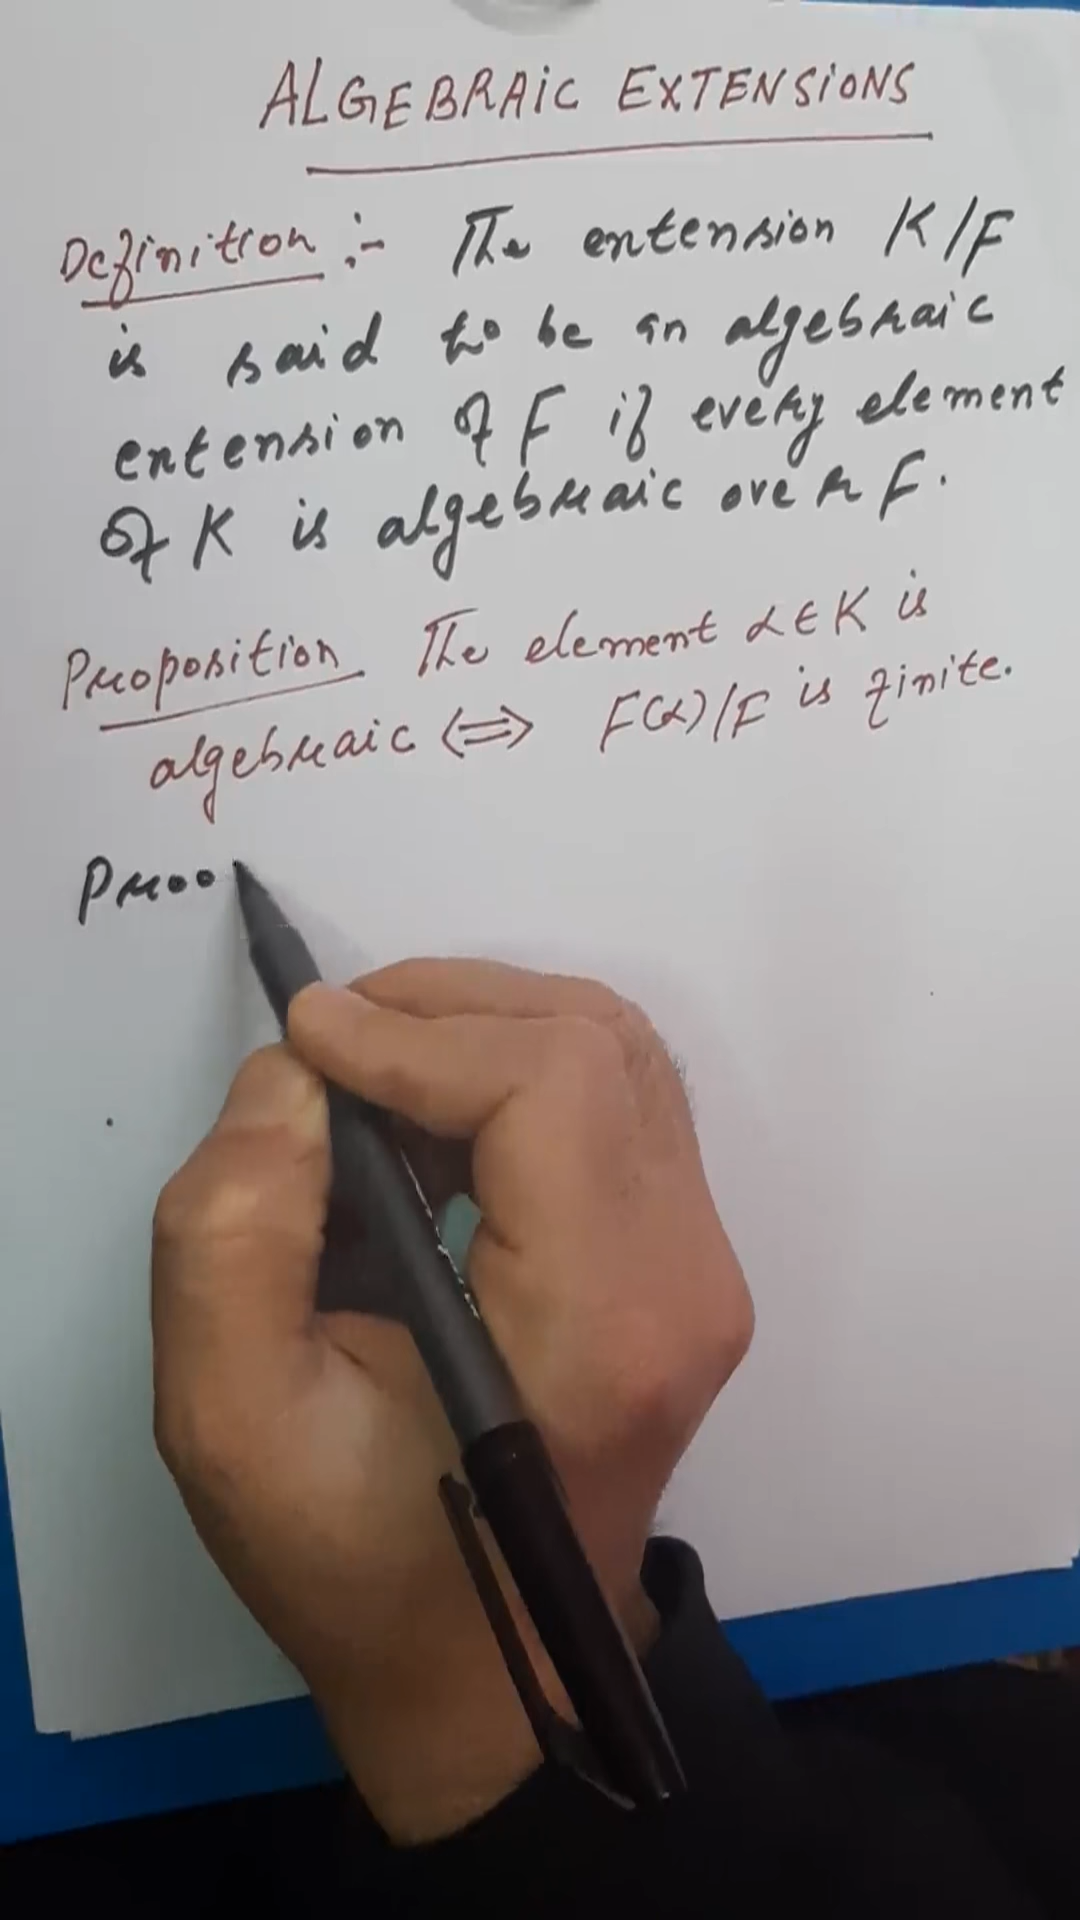 ALGEBRAIC EXTENSIONS
Definition :- The extension K/F
is said to be an algebraic
extension of F if every element
of K is algebraic over F.
Proposition The element α ∈ K is
algebraic ⟺ F(α)/F is finite.
Proo